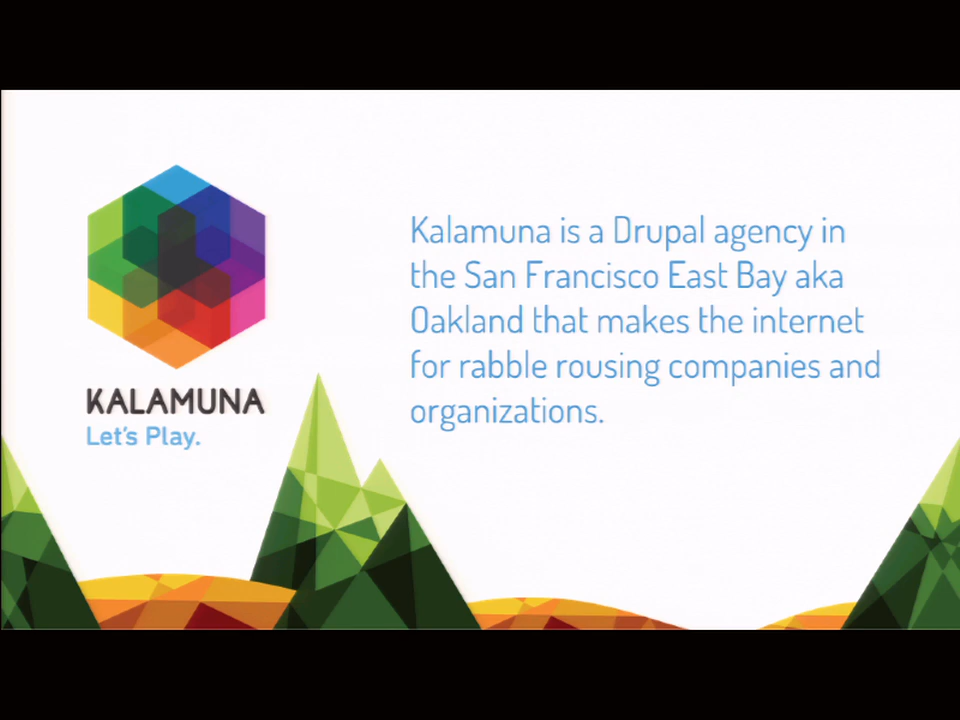 KALAMUNA
Let's Play.
Kalamuna is a Drupal agency in
the San Francisco East Bay aka
Oakland that makes the internet
for rabble rousing companies and
organizations.